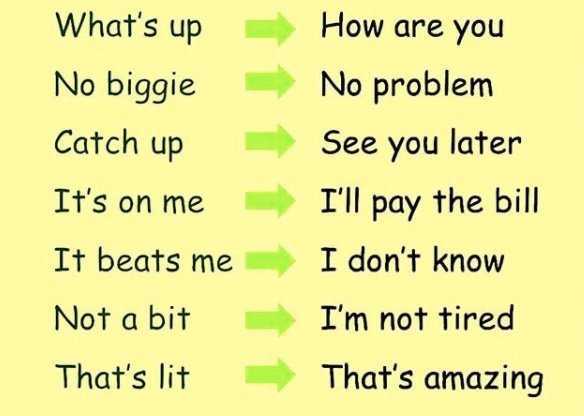 What's up How are you
No biggie No problem
Catch up See you later
It's on me I'll pay the bill
It beats me I don't know
Not a bit I'm not tired
That's lit That's amazing